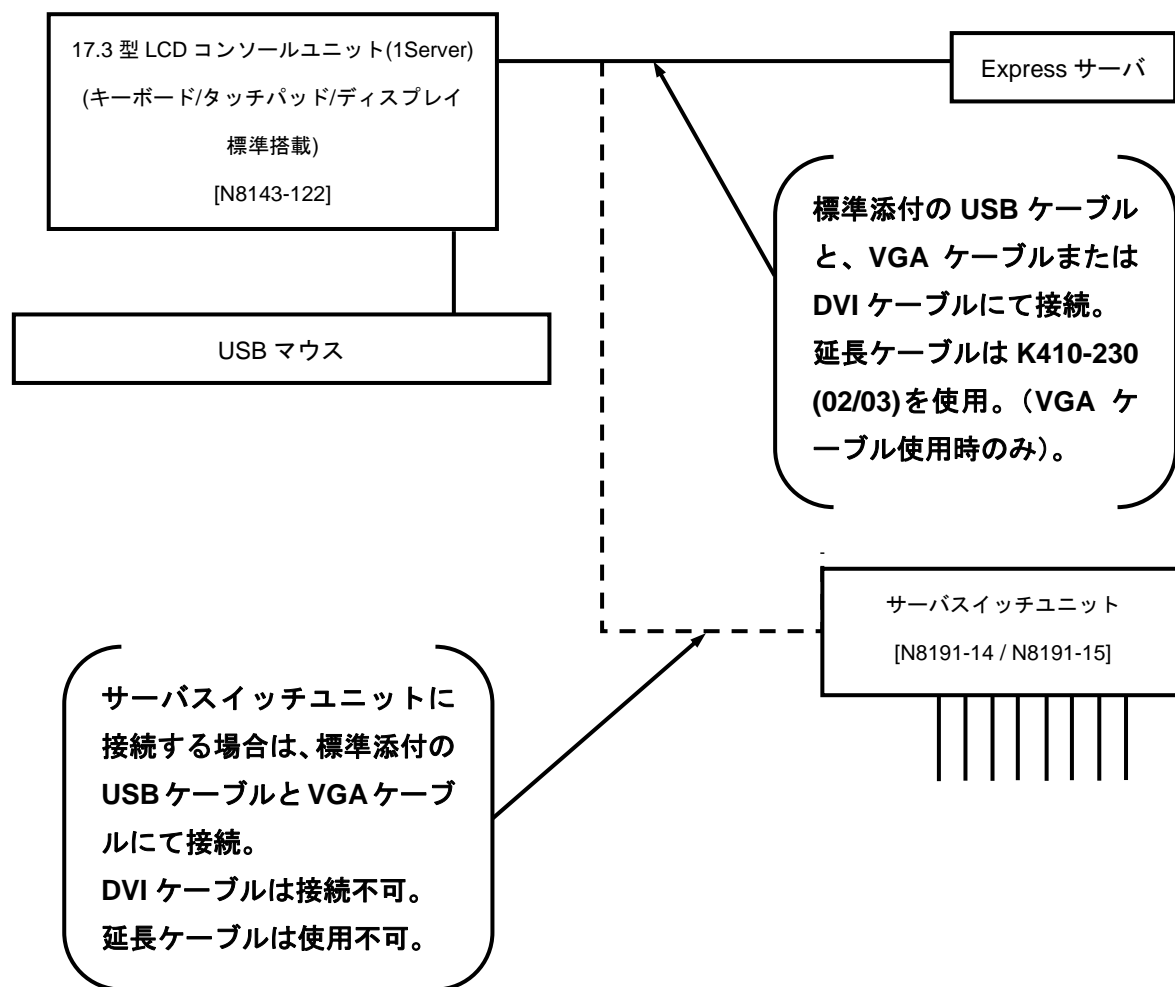 17.3 型 LCD コンソールユニット(1Server)
(キーボード/タッチパッド/ディスプレイ
標準搭載)
[N8143-122]
Express サーバ
USB マウス
標準添付の USB ケーブル
と、VGA ケーブルまたは
DVI ケーブルにて接続。
延長ケーブルは K410-230
(02/03)を使用。（VGA ケ
ーブル使用時のみ）。
サーバスイッチユニット
[N8191-14 / N8191-15]
サーバスイッチユニットに
接続する場合は、標準添付の
USB ケーブルと VGA ケーブ
ルにて接続。
DVI ケーブルは接続不可。
延長ケーブルは使用不可。